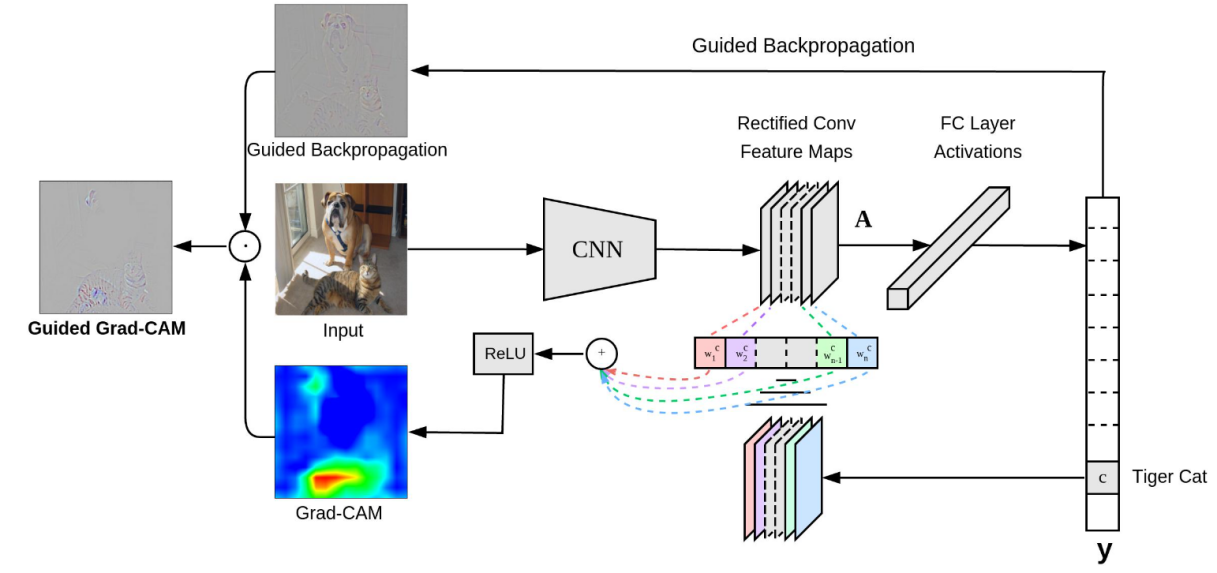 Guided Backpropagation
Rectified Conv
Feature Maps
FC Layer
Activations
Guided Backpropagation
A
CNN
Guided Grad-CAM
Input
ReLU
+
w₁ᶜ
w₂ᶜ
wₙ₋₁ᶜ
wₙᶜ
Grad-CAM
c
Tiger Cat
y